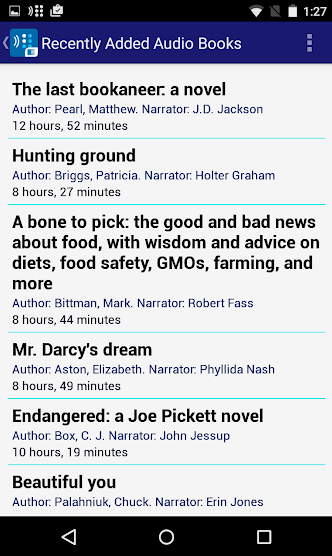 1:27
Recently Added Audio Books
The last bookaneer: a novel
Author: Pearl, Matthew. Narrator: J.D. Jackson
12 hours, 52 minutes
Hunting ground
Author: Briggs, Patricia. Narrator: Holter Graham
8 hours, 27 minutes
A bone to pick: the good and bad news
about food, with wisdom and advice on
diets, food safety, GMOs, farming, and
more
Author: Bittman, Mark. Narrator: Robert Fass
8 hours, 44 minutes
Mr. Darcy's dream
Author: Aston, Elizabeth. Narrator: Phyllida Nash
8 hours, 49 minutes
Endangered: a Joe Pickett novel
Author: Box, C. J. Narrator: John Jessup
10 hours, 19 minutes
Beautiful you
Author: Palahniuk, Chuck. Narrator: Erin Jones